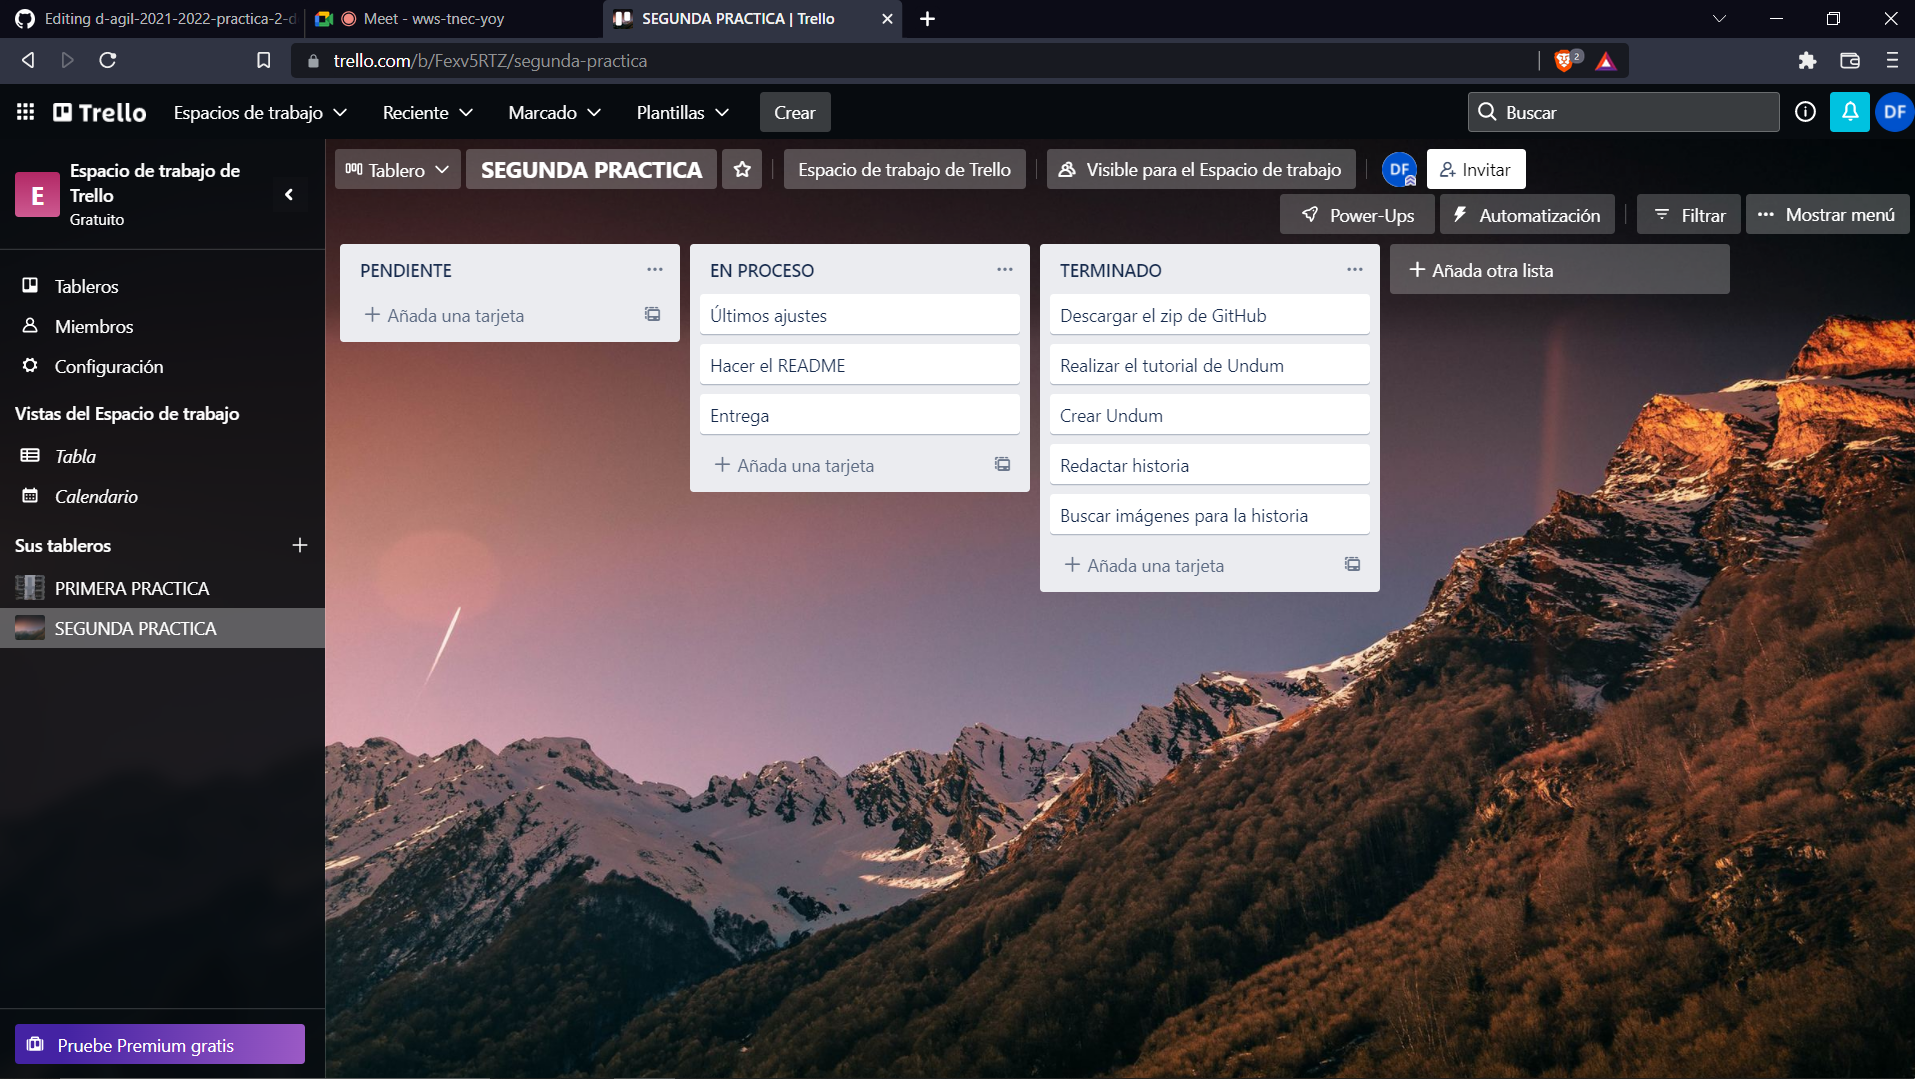 Editing d-agil-2021-2022-practica-2-d
Meet - wws-tnec-yoy
SEGUNDA PRACTICA | Trello
trello.com/b/Fexv5RTZ/segunda-practica
2
Trello
Espacios de trabajo
Reciente
Marcado
Plantillas
Crear
Buscar
DF
E
Espacio de trabajo de
Trello
Gratuito
Tablero
SEGUNDA PRACTICA
Espacio de trabajo de Trello
Visible para el Espacio de trabajo
DF
Invitar
Power-Ups
Automatización
Filtrar
Mostrar menú
Tableros
Miembros
Configuración
Vistas del Espacio de trabajo
Tabla
Calendario
Sus tableros
PRIMERA PRACTICA
SEGUNDA PRACTICA
Pruebe Premium gratis
PENDIENTE
Añada una tarjeta
EN PROCESO
Últimos ajustes
Hacer el README
Entrega
Añada una tarjeta
TERMINADO
Descargar el zip de GitHub
Realizar el tutorial de Undum
Crear Undum
Redactar historia
Buscar imágenes para la historia
Añada una tarjeta
Añada otra lista